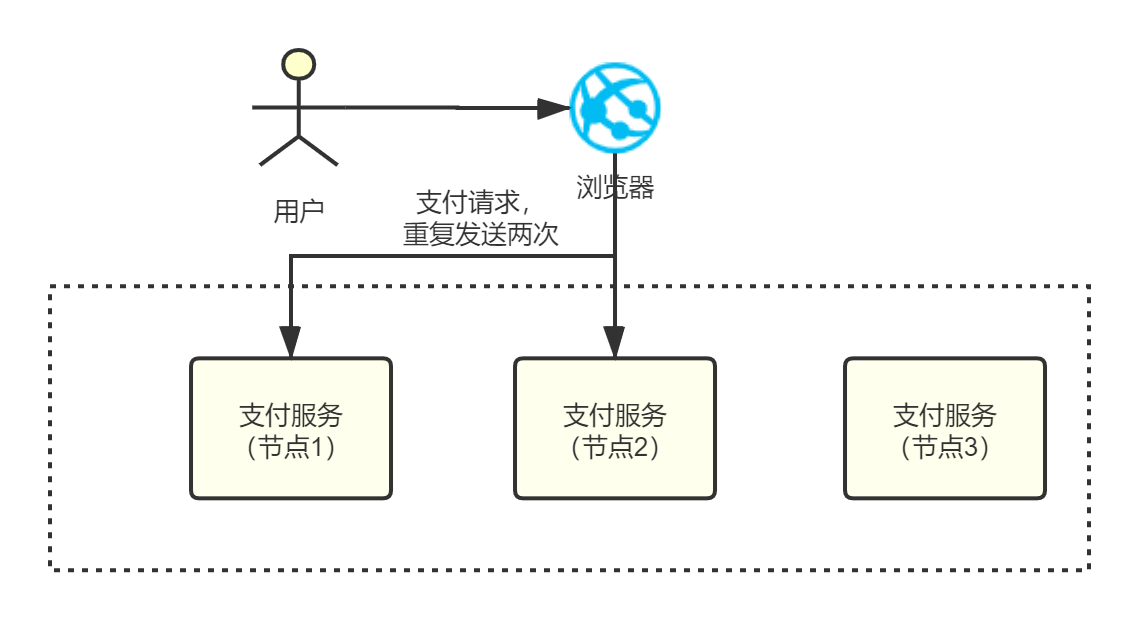 浏览器
支付请求，
重复发送两次
用户
支付服务
（节点1）
支付服务
（节点2）
支付服务
（节点3）